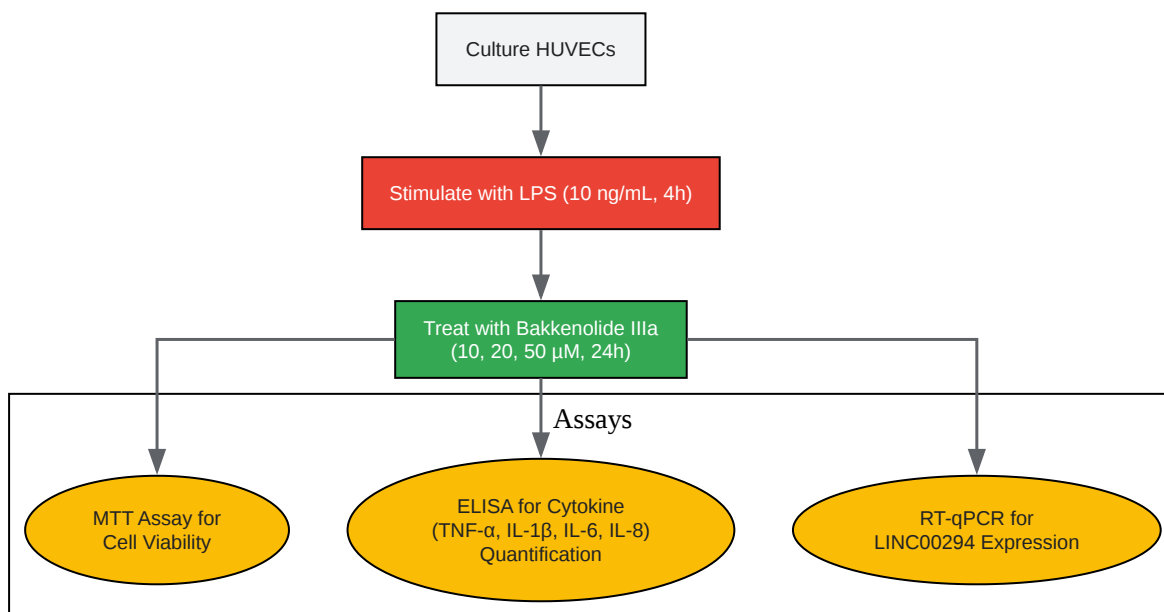 Culture HUVECs
Stimulate with LPS (10 ng/mL, 4h)
Treat with Bakkenolide IIIa
(10, 20, 50 µM, 24h)
Assays
MTT Assay for
Cell Viability
ELISA for Cytokine
(TNF-α, IL-1β, IL-6, IL-8)
Quantification
RT-qPCR for
LINC00294 Expression